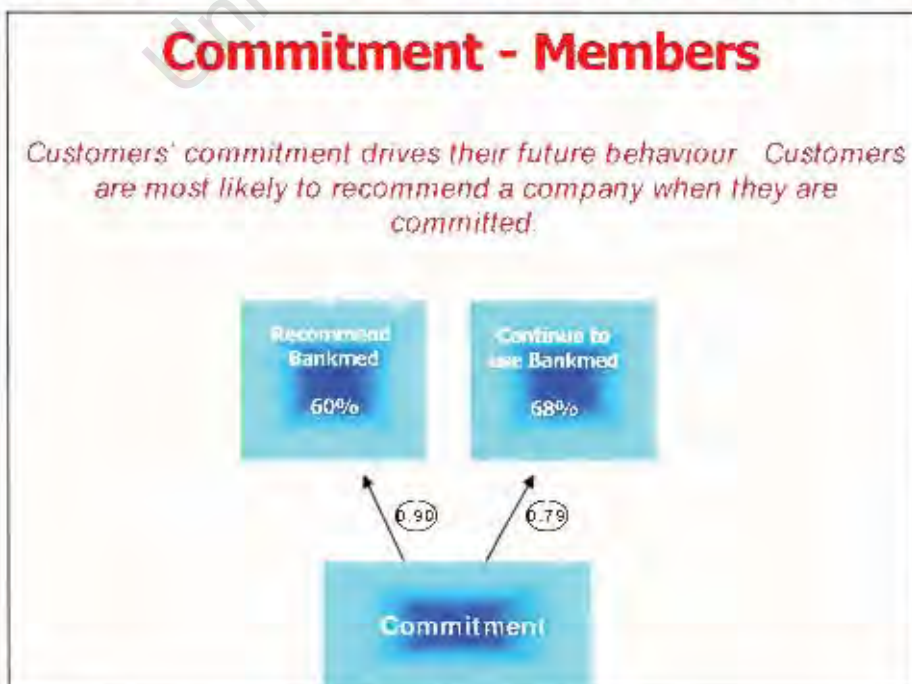 Commitment - Members
Customers' commitment drives their future behaviour Customers
are most likely to recommend a company when they are
committed
Recommend
Bankmed
60%
Continue to
use Bankmed
68%
0.90
0.79
Commitment